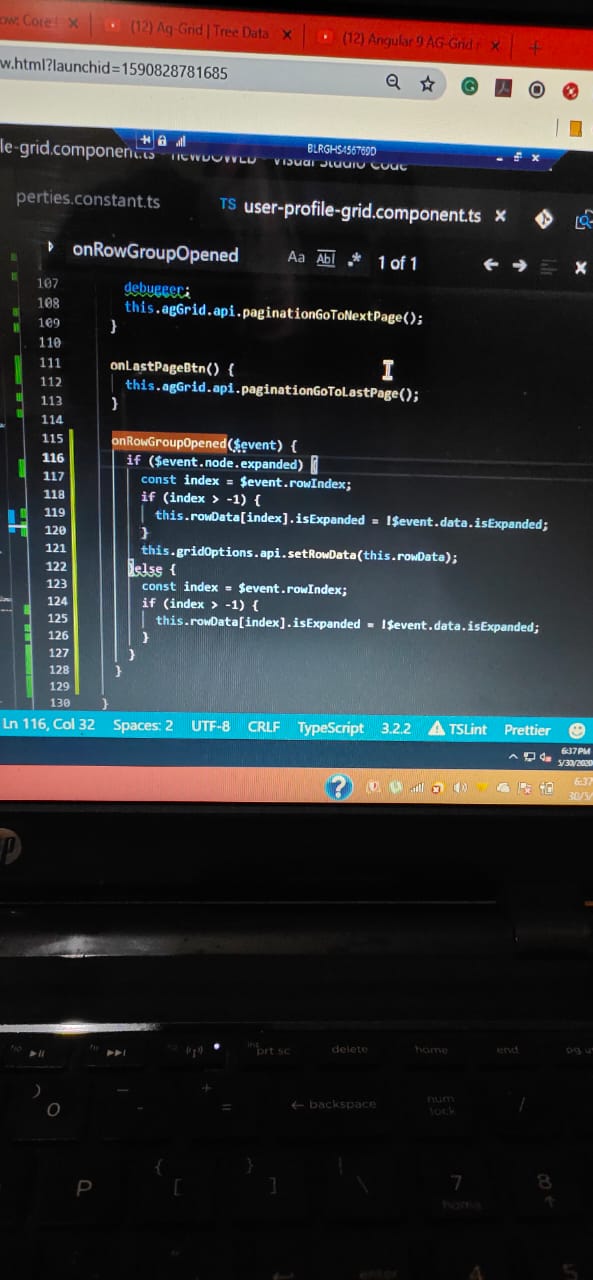 (12) Ag-Grid | Tree Data
(12) Angular 9 AG-Grid
w.html?launchid=1590828781685
BLRGHS456769D
le-grid.component.ts - newDOWLD - Visual Studio Code
perties.constant.ts
TS user-profile-grid.component.ts
onRowGroupOpened
Aa Abl .* 1 of 1
107 debugger;
108 this.agGrid.api.paginationGoToNextPage();
109 }
110
111 onLastPageBtn() {
112 this.agGrid.api.paginationGoToLastPage();
113 }
114
115 onRowGroupOpened($event) {
116 if ($event.node.expanded) {
117 const index = $event.rowIndex;
118 if (index > -1) {
119 this.rowData[index].isExpanded = !$event.data.isExpanded;
120 }
121 this.gridOptions.api.setRowData(this.rowData);
122 }else {
123 const index = $event.rowIndex;
124 if (index > -1) {
125 this.rowData[index].isExpanded = !$event.data.isExpanded;
126 }
127 }
128 }
129
130 }
Ln 116, Col 32 Spaces: 2 UTF-8 CRLF TypeScript 3.2.2 TSLint Prettier
6:37 PM
5/30/2020
6:37
30/5/
hp
prt sc delete home end pg u
) 0 - + = ← backspace num lock /
P { [ } ] | \ 7 home 8
enter 4 5